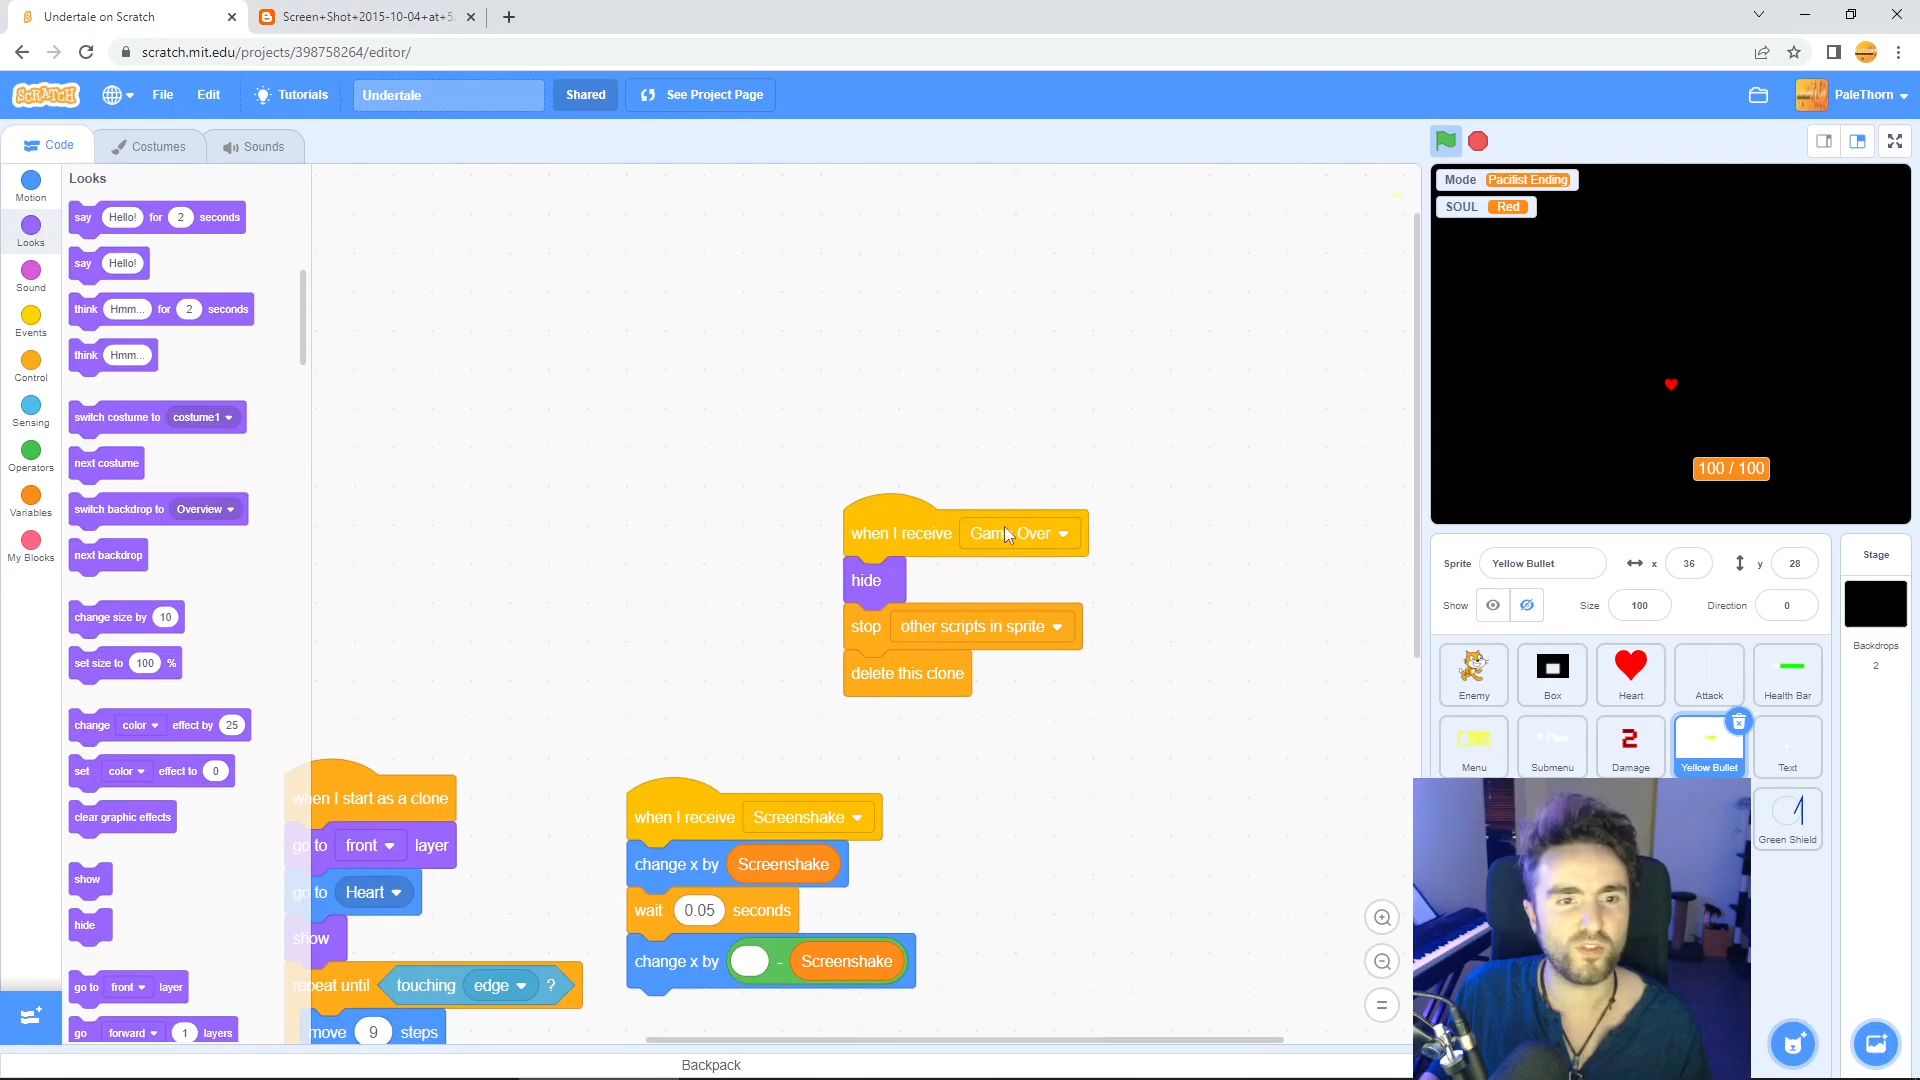 Undertale on Scratch
Screen+Shot+2015-10-04+at+5.
scratch.mit.edu/projects/398758264/editor/
SCRATCH
File
Edit
Tutorials
Undertale
Shared
See Project Page
PaleThorn
Code
Costumes
Sounds
Motion
Looks
Sound
Events
Control
Sensing
Operators
Variables
My Blocks
Looks
say Hello! for 2 seconds
say Hello!
think Hmm... for 2 seconds
think Hmm...
switch costume to costume1
next costume
switch backdrop to Overview
next backdrop
change size by 10
set size to 100 %
change color effect by 25
set color effect to 0
clear graphic effects
show
hide
go to front layer
go forward 1 layers
when I receive Game Over
hide
stop other scripts in sprite
delete this clone
when I start as a clone
go to front layer
go to Heart
show
repeat until touching edge ?
move 9 steps
when I receive Screenshake
change x by Screenshake
wait 0.05 seconds
change x by - Screenshake
Backpack
Mode Pacifist Ending
SOUL Red
100 / 100
Sprite Yellow Bullet x 36 y 28
Show Size 100 Direction 0
Enemy
Box
Heart
Attack
Health Bar
Menu
Submenu
2
Damage
Yellow Bullet
Text
Green Shield
Stage
Backdrops
2